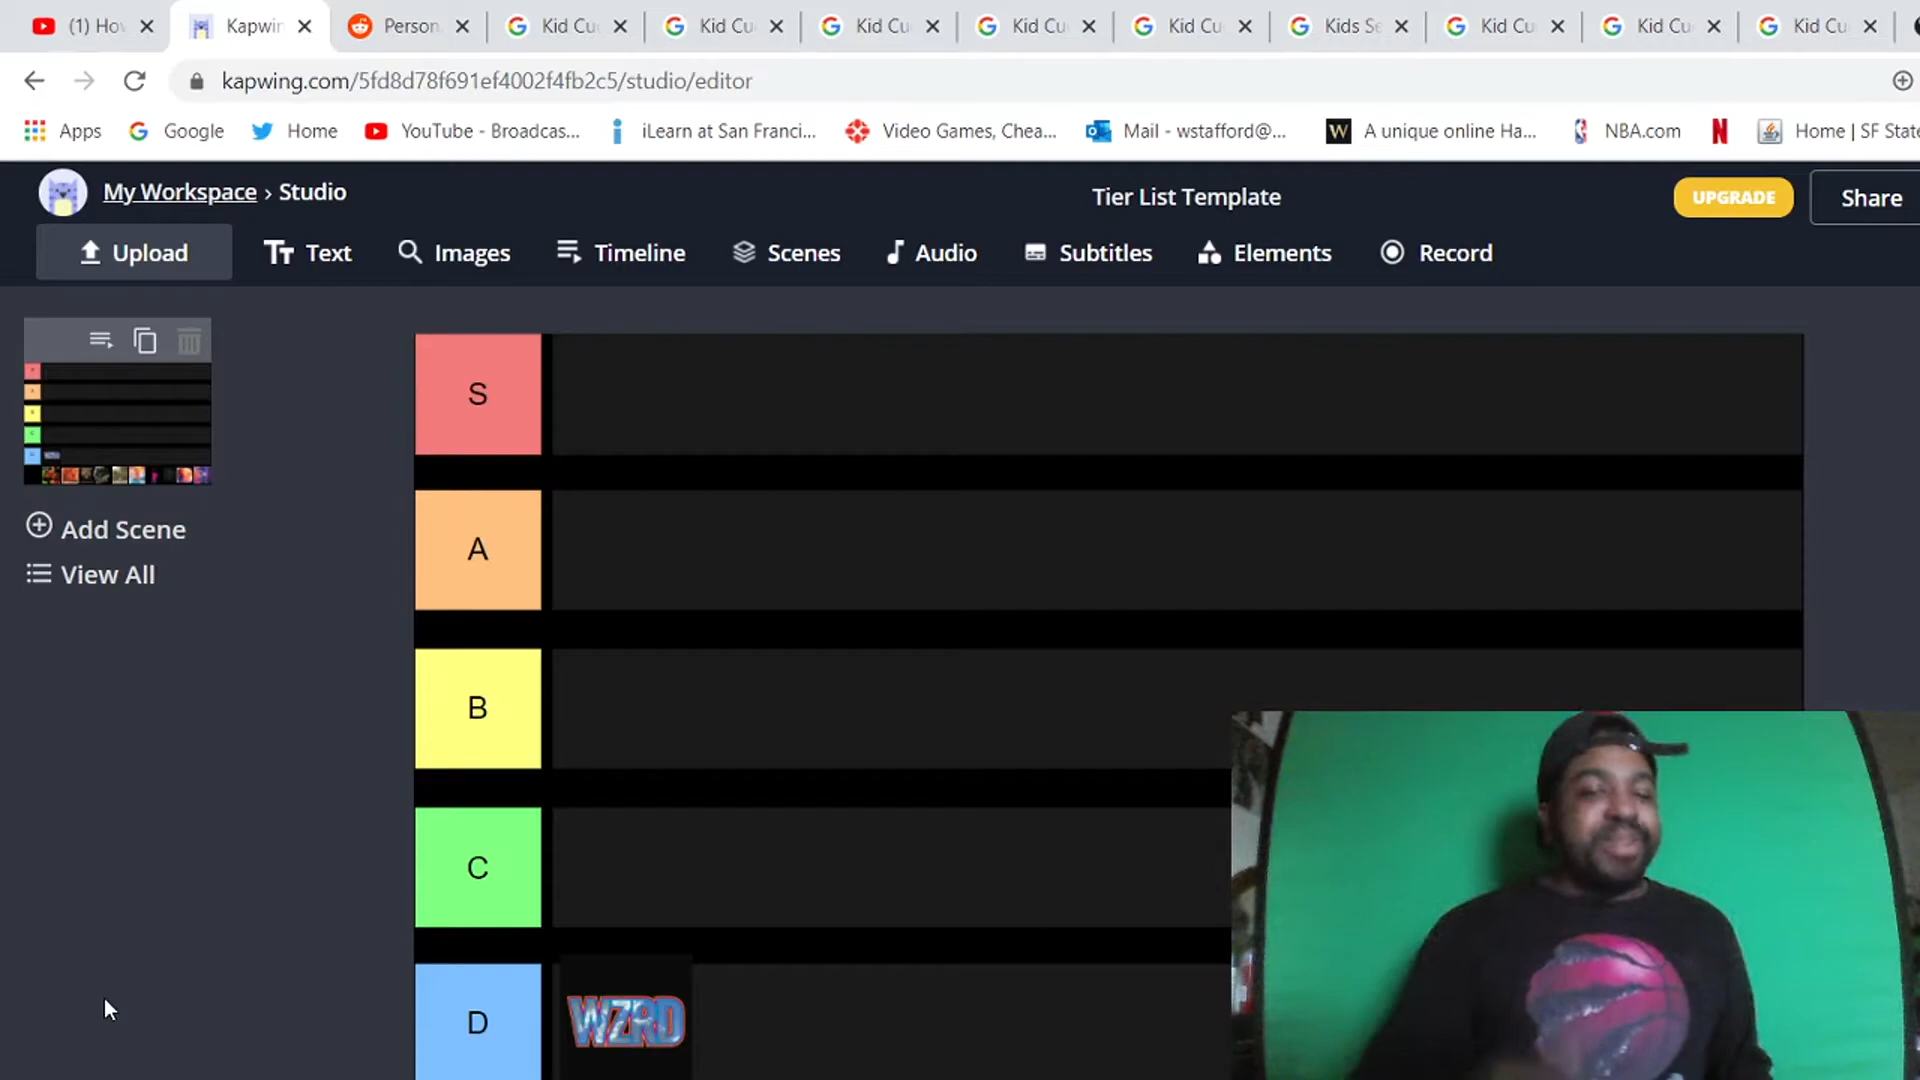 (1) Ho
Kapwin
Person
Kid Cu
Kid Cu
Kid Cu
Kid Cu
Kid Cu
Kids Se
Kid Cu
Kid Cu
Kid Cu
kapwing.com/5fd8d78f691ef4002f4fb2c5/studio/editor
Apps Google Home YouTube - Broadcas... iLearn at San Franci... Video Games, Chea... Mail - wstafford@... W A unique online Ha... NBA.com N Home | SF State
My Workspace › Studio Tier List Template UPGRADE Share
Upload Text Images Timeline Scenes Audio Subtitles Elements Record
S
Add Scene
View All
A
B
C
D WZRD